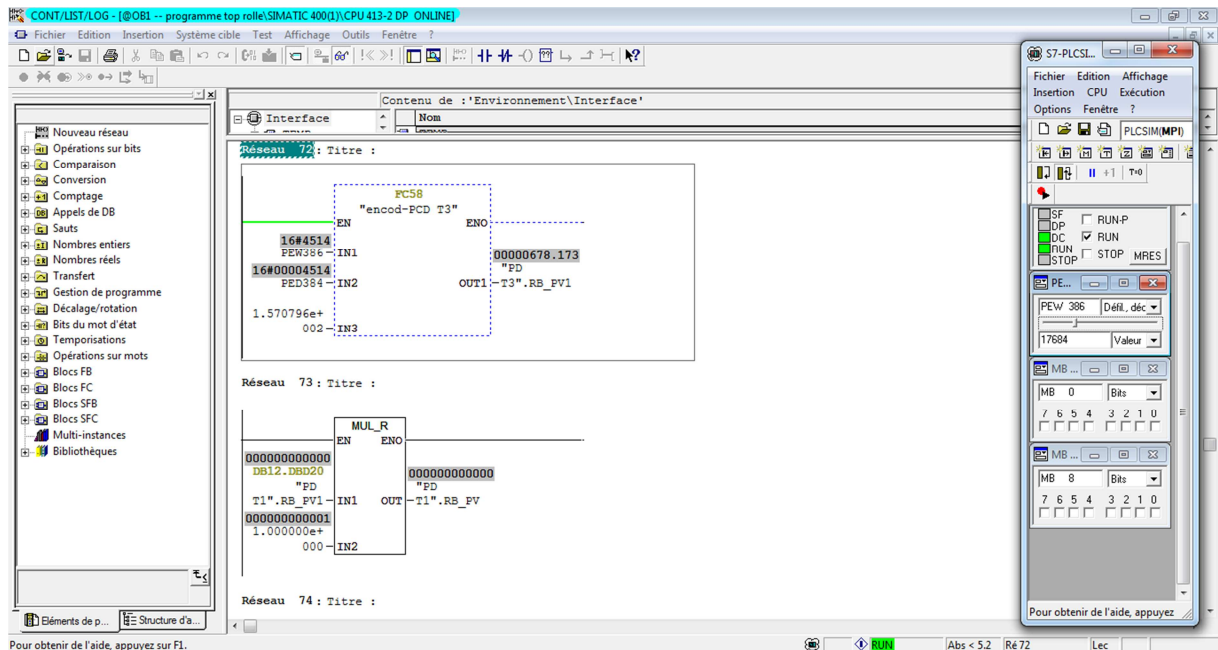 CONT/LIST/LOG - [@OB1 -- programme top rolle\SIMATIC 400(1)\CPU 413-2 DP ONLINE]
Fichier Edition Insertion Système cible Test Affichage Outils Fenêtre ?
Contenu de :'Environnement\Interface'
Interface
Nom
Nouveau réseau
Opérations sur bits
Comparaison
Conversion
Comptage
Appels de DB
Sauts
Nombres entiers
Nombres réels
Transfert
Gestion de programme
Décalage/rotation
Bits du mot d'état
Temporisations
Opérations sur mots
Blocs FB
Blocs FC
Blocs SFB
Blocs SFC
Multi-instances
Bibliothèques
Eléments de p...
Structure d'a...
Réseau 72: Titre :
FC58
"encod-PCD T3"
EN ENO
16#4514
PEW386 IN1
00000678.173
16#00004514
"PD
PED384 IN2 OUT1 -T3".RB_PV1
1.570796e+
002 IN3
Réseau 73: Titre :
MUL_R
EN ENO
000000000000
DB12.DBD20
000000000000
"PD
"PD
T1".RB_PV1 IN1 OUT -T1".RB_PV
000000000001
1.000000e+
000 IN2
Réseau 74: Titre :
S7-PLCSI...
Fichier Edition Affichage
Insertion CPU Exécution
Options Fenêtre ?
PLCSIM(MPI)
+1 T=0
SF
DP
DC
RUN
STOP
RUN-P
RUN
STOP
MRES
PE...
PEW 386 Défil., déc
17684 Valeur
MB ...
MB 0 Bits
7 6 5 4 3 2 1 0
MB ...
MB 8 Bits
7 6 5 4 3 2 1 0
Pour obtenir de l'aide, appuyez
Pour obtenir de l'aide, appuyez sur F1.
RUN
Abs < 5.2
Ré 72
Lec